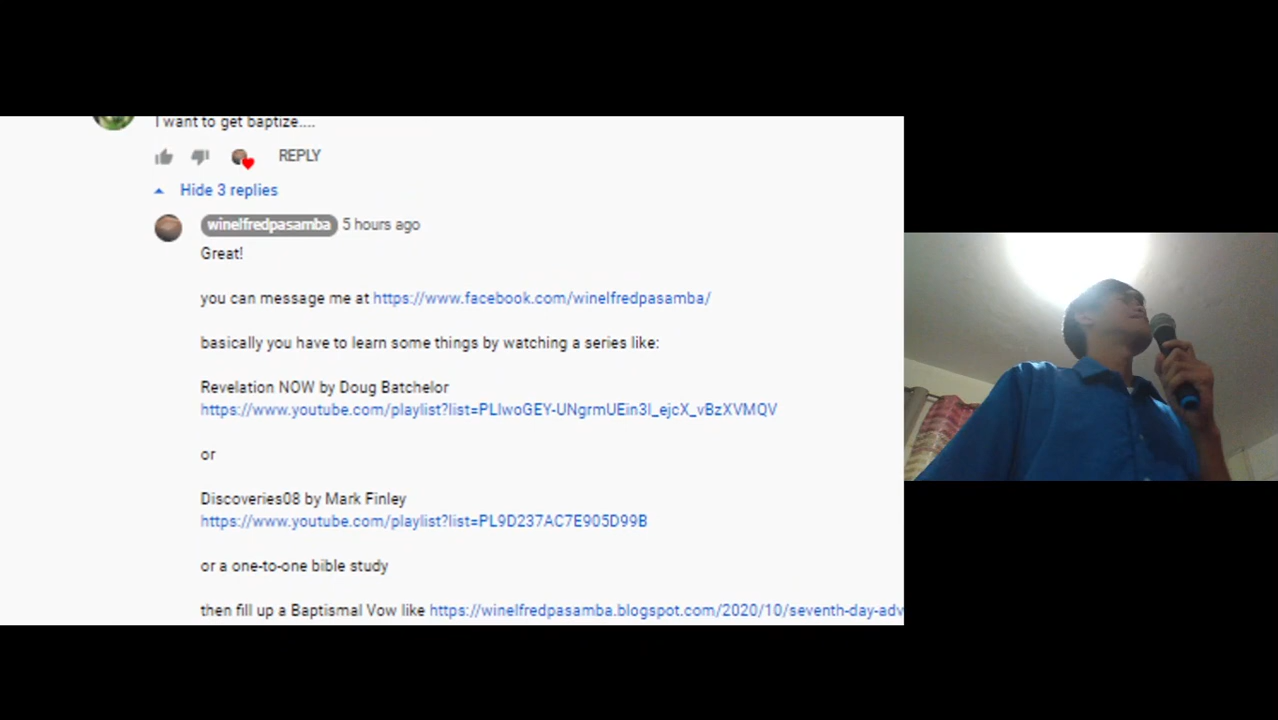 I want to get baptize....
REPLY
Hide 3 replies
winelfredpasamba 5 hours ago
Great!
you can message me at https://www.facebook.com/winelfredpasamba/
basically you have to learn some things by watching a series like:
Revelation NOW by Doug Batchelor
https://www.youtube.com/playlist?list=PLIwoGEY-UNgrmUEin3I_ejcX_vBzXVMQV
or
Discoveries08 by Mark Finley
https://www.youtube.com/playlist?list=PL9D237AC7E905D99B
or a one-to-one bible study
then fill up a Baptismal Vow like https://winelfredpasamba.blogspot.com/2020/10/seventh-day-adv